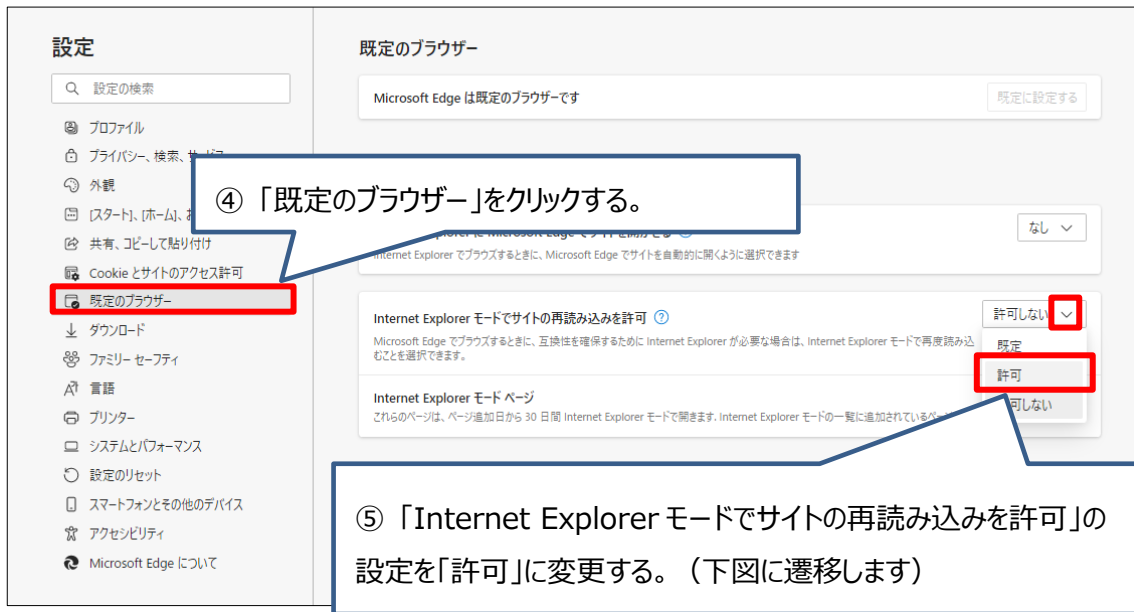 設定
設定の検索
プロファイル
プライバシー、検索、サービス
外観
[スタート]、[ホーム]、
共有、コピーして貼り付け
Cookie とサイトのアクセス許可
既定のブラウザー
ダウンロード
ファミリー セーフティ
言語
プリンター
システムとパフォーマンス
設定のリセット
スマートフォンとその他のデバイス
アクセシビリティ
Microsoft Edge について
既定のブラウザー
Microsoft Edge は既定のブラウザーです
既定に設定する
④「既定のブラウザー」をクリックする。
なし
Internet Explorer でブラウズするときに、Microsoft Edge でサイトを自動的に開くように選択できます
Internet Explorer モードでサイトの再読み込みを許可
許可しない
Microsoft Edge でブラウズするときに、互換性を確保するために Internet Explorer が必要な場合は、Internet Explorer モードで再度読み込
むことを選択できます。
既定
許可
許可しない
Internet Explorer モード ページ
これらのページは、ページ追加日から 30 日間 Internet Explorer モードで開きます. Internet Explorer モードの一覧に追加されている
⑤「Internet Explorer モードでサイトの再読み込みを許可」の
設定を「許可」に変更する。（下図に遷移します）